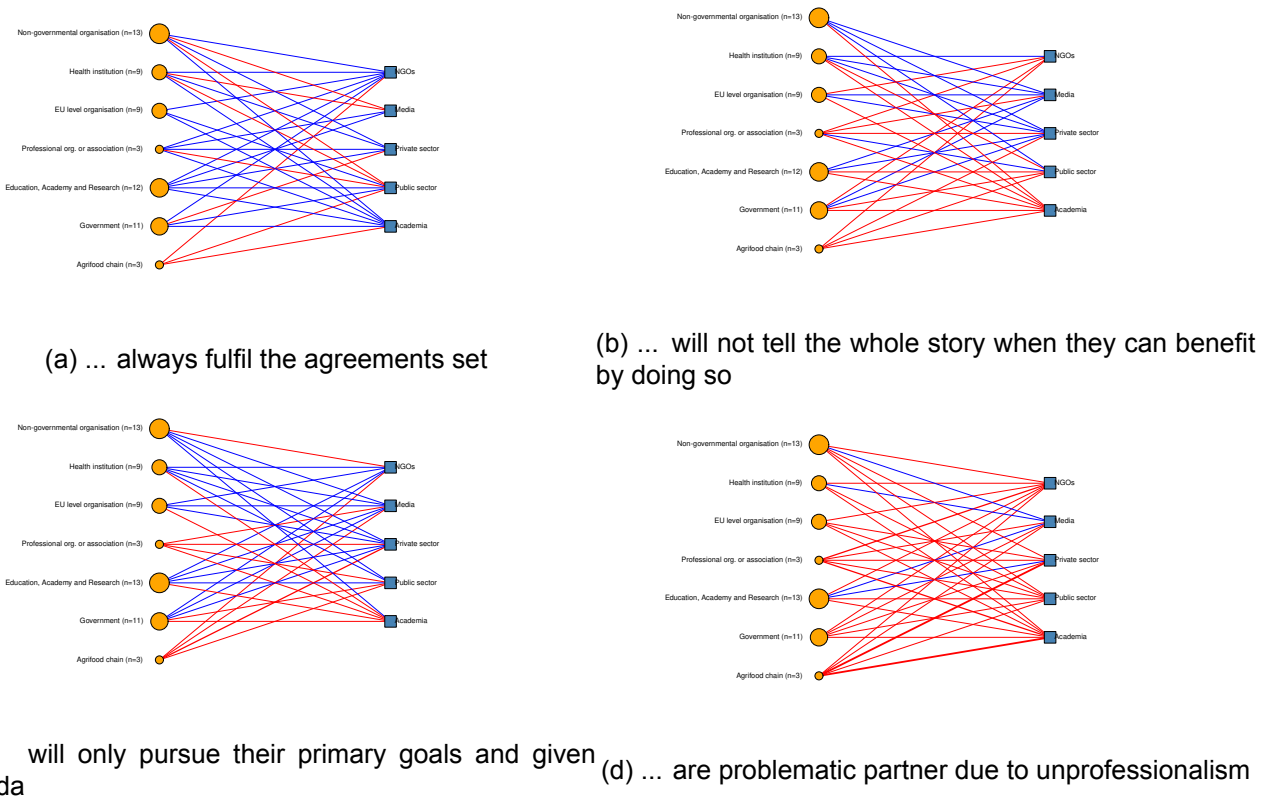 Non-governmental organisation (n=13)
Health institution (n=9)
EU level organisation (n=9)
Professional org. or association (n=3)
Education, Academy and Research (n=12)
Government (n=11)
Agrifood chain (n=3)
NGOs
Media
Private sector
Public sector
Academia
(a) ... always fulfil the agreements set
Non-governmental organisation (n=13)
Health institution (n=9)
EU level organisation (n=9)
Professional org. or association (n=3)
Education, Academy and Research (n=12)
Government (n=11)
Agrifood chain (n=3)
NGOs
Media
Private sector
Public sector
Academia
(b) ... will not tell the whole story when they can benefit
by doing so
Non-governmental organisation (n=13)
Health institution (n=9)
EU level organisation (n=9)
Professional org. or association (n=3)
Education, Academy and Research (n=13)
Government (n=11)
Agrifood chain (n=3)
NGOs
Media
Private sector
Public sector
Academia
will only pursue their primary goals and given
da
Non-governmental organisation (n=13)
Health institution (n=9)
EU level organisation (n=9)
Professional org. or association (n=3)
Education, Academy and Research (n=13)
Government (n=11)
Agrifood chain (n=3)
NGOs
Media
Private sector
Public sector
Academia
(d) ... are problematic partner due to unprofessionalism